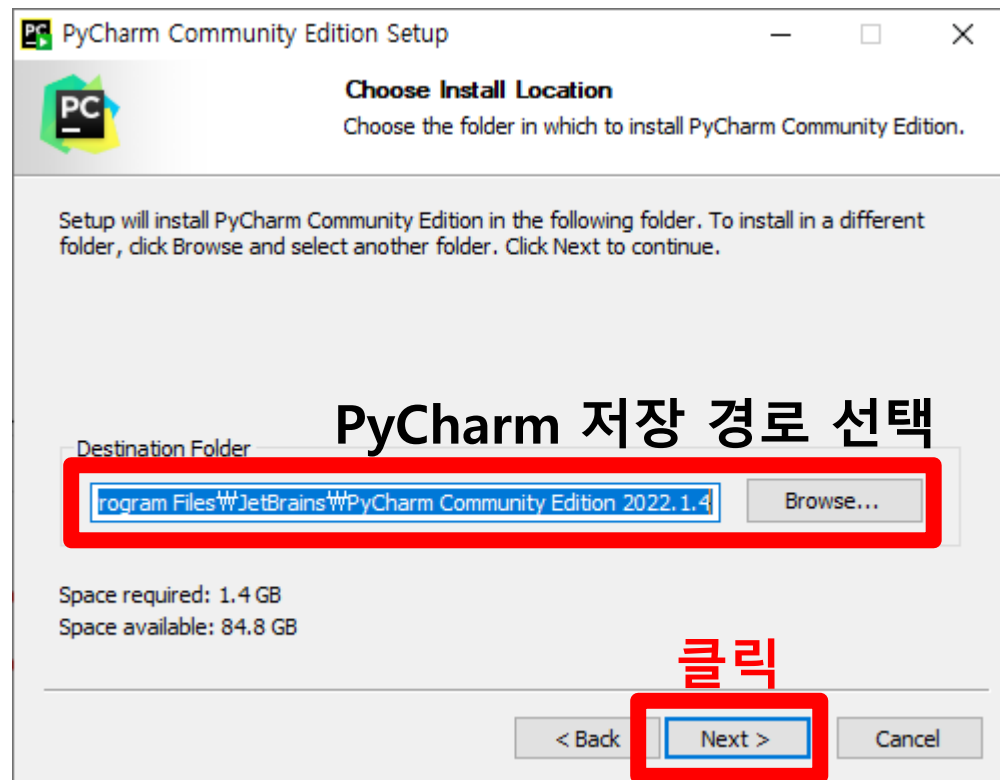 PyCharm Community Edition Setup
PC
Choose Install Location
Choose the folder in which to install PyCharm Community Edition.
Setup will install PyCharm Community Edition in the following folder. To install in a different
folder, click Browse and select another folder. Click Next to continue.
PyCharm 저장 경로 선택
Destination Folder
rogram Files₩JetBrains₩PyCharm Community Edition 2022.1.4
Browse...
Space required: 1.4 GB
Space available: 84.8 GB
클릭
< Back
Next >
Cancel